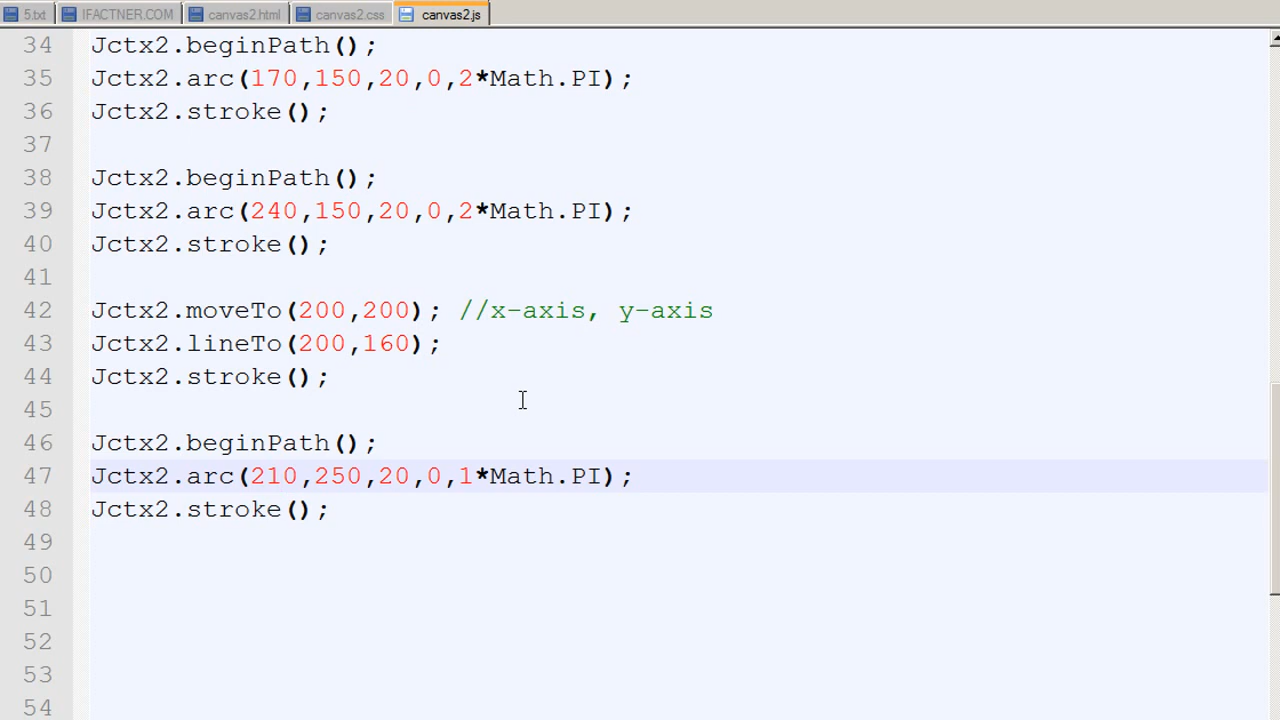 5.txt IFACTNER.COM canvas2.html canvas2.css canvas2.js
34 Jctx2.beginPath();
35 Jctx2.arc(170,150,20,0,2*Math.PI);
36 Jctx2.stroke();
37
38 Jctx2.beginPath();
39 Jctx2.arc(240,150,20,0,2*Math.PI);
40 Jctx2.stroke();
41
42 Jctx2.moveTo(200,200); //x-axis, y-axis
43 Jctx2.lineTo(200,160);
44 Jctx2.stroke();
45
46 Jctx2.beginPath();
47 Jctx2.arc(210,250,20,0,1*Math.PI);
48 Jctx2.stroke();
49
50
51
52
53
54